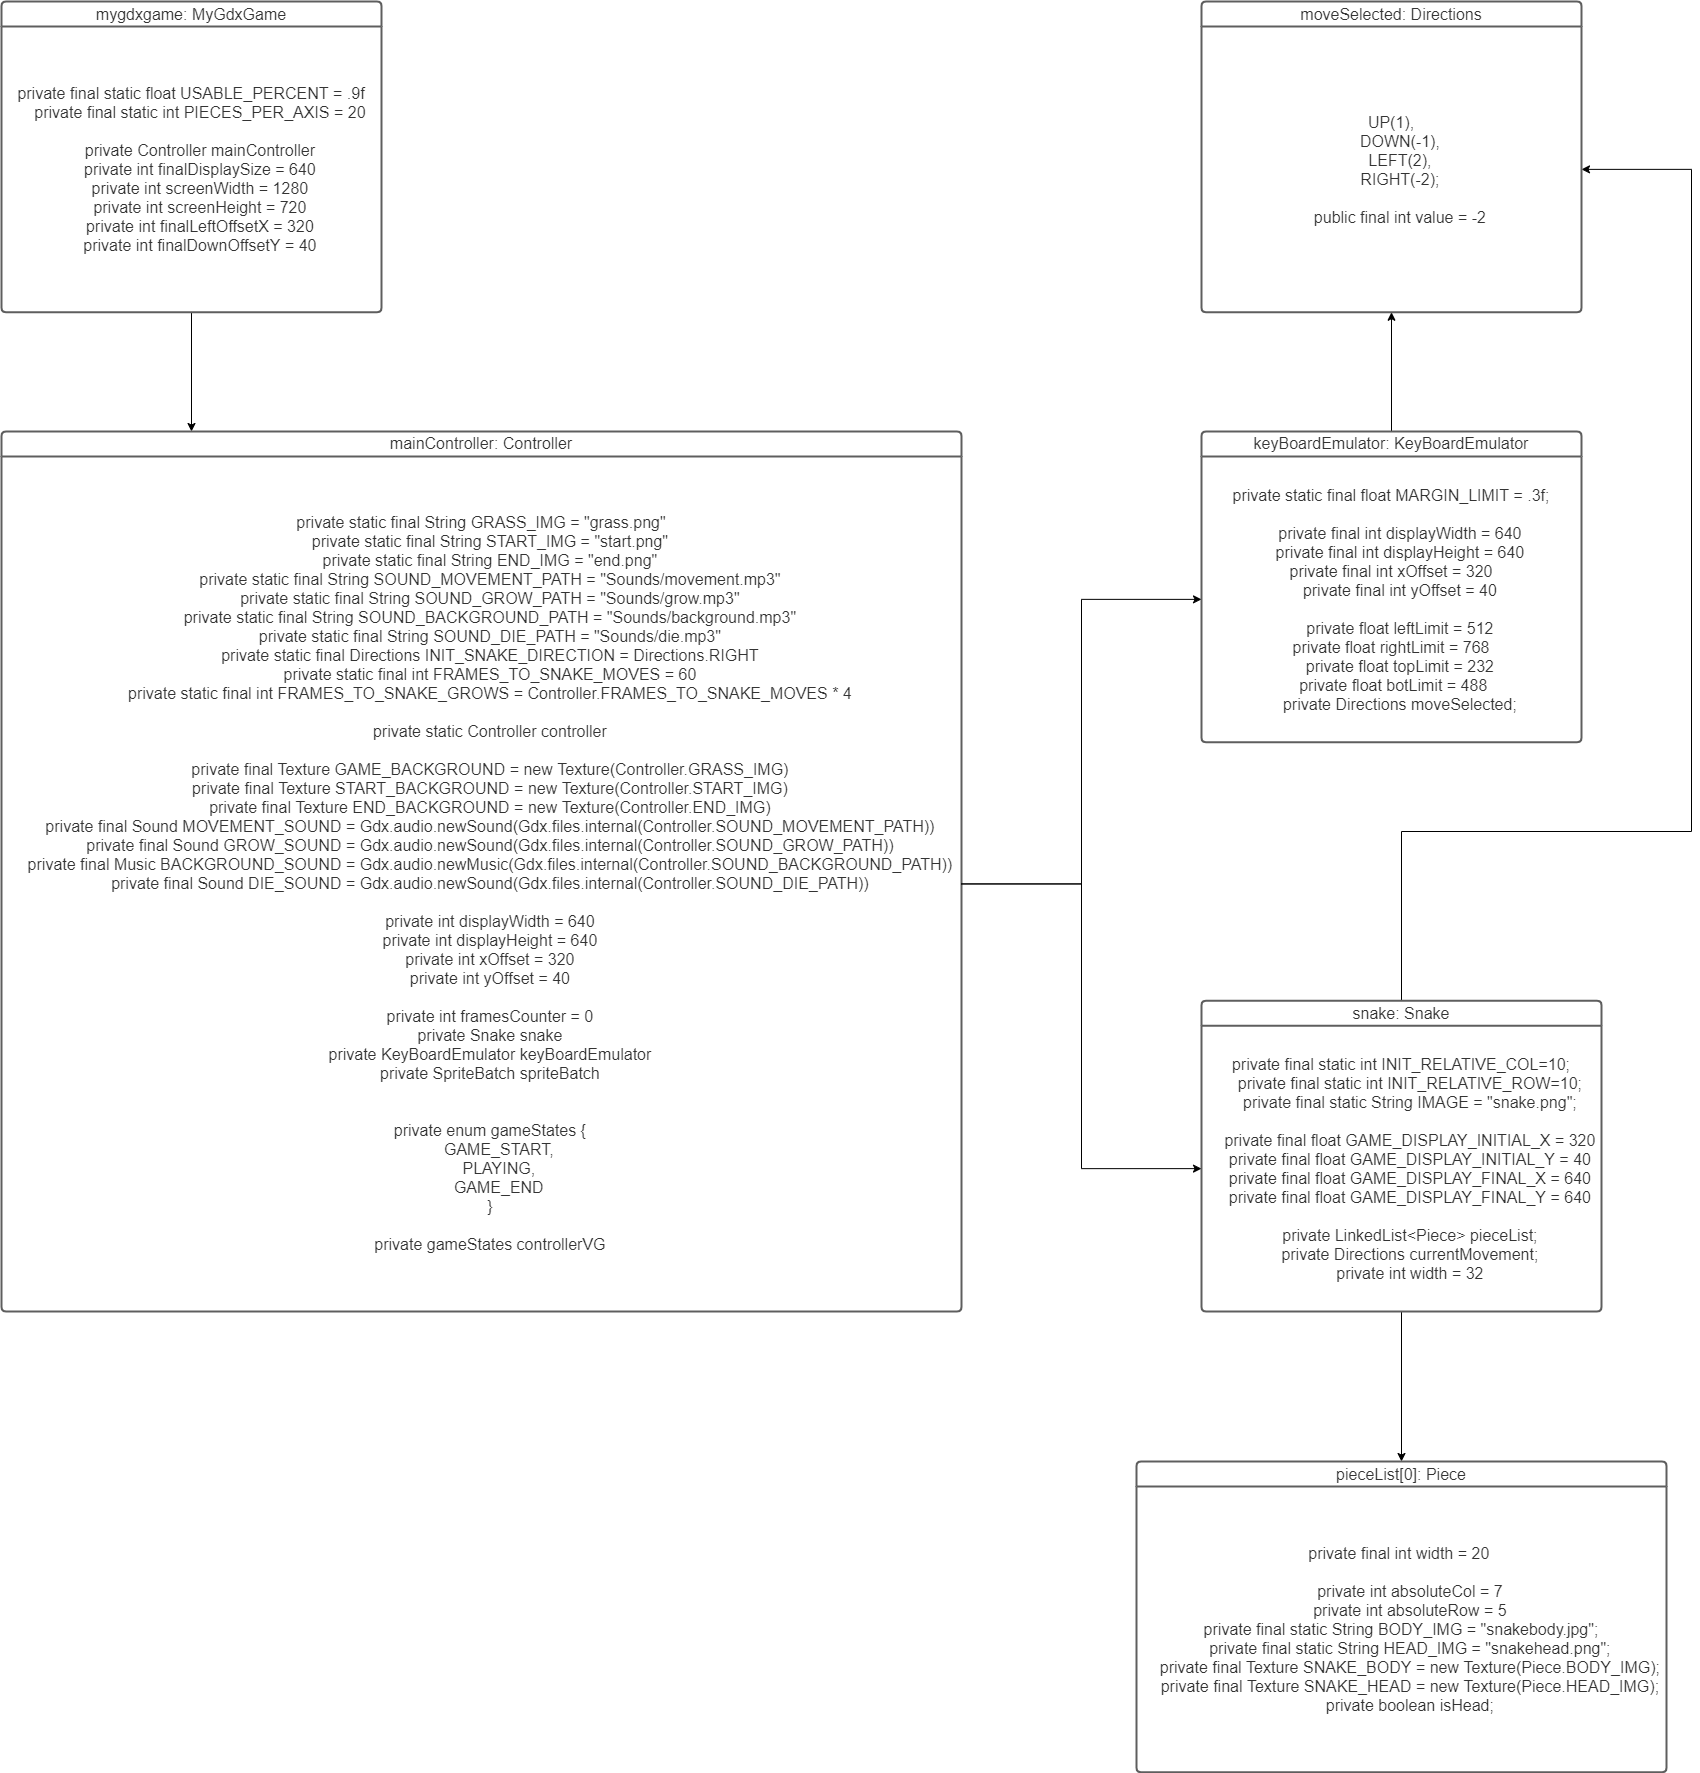 mygdxgame: MyGdxGame
private final static float USABLE_PERCENT = .9f
private final static int PIECES_PER_AXIS = 20
private Controller mainController
private int finalDisplaySize = 640
private int screenWidth = 1280
private int screenHeight = 720
private int finalLeftOffsetX = 320
private int finalDownOffsetY = 40
moveSelected: Directions
UP(1),
DOWN(-1),
LEFT(2),
RIGHT(-2);
public final int value = -2
mainController: Controller
private static final String GRASS_IMG = "grass.png"
private static final String START_IMG = "start.png"
private static final String END_IMG = "end.png"
private static final String SOUND_MOVEMENT_PATH = "Sounds/movement.mp3"
private static final String SOUND_GROW_PATH = "Sounds/grow.mp3"
private static final String SOUND_BACKGROUND_PATH = "Sounds/background.mp3"
private static final String SOUND_DIE_PATH = "Sounds/die.mp3"
private static final Directions INIT_SNAKE_DIRECTION = Directions.RIGHT
private static final int FRAMES_TO_SNAKE_MOVES = 60
private static final int FRAMES_TO_SNAKE_GROWS = Controller.FRAMES_TO_SNAKE_MOVES * 4
private static Controller controller
private final Texture GAME_BACKGROUND = new Texture(Controller.GRASS_IMG)
private final Texture START_BACKGROUND = new Texture(Controller.START_IMG)
private final Texture END_BACKGROUND = new Texture(Controller.END_IMG)
private final Sound MOVEMENT_SOUND = Gdx.audio.newSound(Gdx.files.internal(Controller.SOUND_MOVEMENT_PATH))
private final Sound GROW_SOUND = Gdx.audio.newSound(Gdx.files.internal(Controller.SOUND_GROW_PATH))
private final Music BACKGROUND_SOUND = Gdx.audio.newMusic(Gdx.files.internal(Controller.SOUND_BACKGROUND_PATH))
private final Sound DIE_SOUND = Gdx.audio.newSound(Gdx.files.internal(Controller.SOUND_DIE_PATH))
private int displayWidth = 640
private int displayHeight = 640
private int xOffset = 320
private int yOffset = 40
private int framesCounter = 0
private Snake snake
private KeyBoardEmulator keyBoardEmulator
private SpriteBatch spriteBatch
private enum gameStates {
GAME_START,
PLAYING,
GAME_END
}
private gameStates controllerVG
keyBoardEmulator: KeyBoardEmulator
private static final float MARGIN_LIMIT = .3f;
private final int displayWidth = 640
private final int displayHeight = 640
private final int xOffset = 320
private final int yOffset = 40
private float leftLimit = 512
private float rightLimit = 768
private float topLimit = 232
private float botLimit = 488
private Directions moveSelected;
snake: Snake
private final static int INIT_RELATIVE_COL=10;
private final static int INIT_RELATIVE_ROW=10;
private final static String IMAGE = "snake.png";
private final float GAME_DISPLAY_INITIAL_X = 320
private final float GAME_DISPLAY_INITIAL_Y = 40
private final float GAME_DISPLAY_FINAL_X = 640
private final float GAME_DISPLAY_FINAL_Y = 640
private LinkedList<Piece> pieceList;
private Directions currentMovement;
private int width = 32
pieceList[0]: Piece
private final int width = 20
private int absoluteCol = 7
private int absoluteRow = 5
private final static String BODY_IMG = "snakebody.jpg";
private final static String HEAD_IMG = "snakehead.png";
private final Texture SNAKE_BODY = new Texture(Piece.BODY_IMG);
private final Texture SNAKE_HEAD = new Texture(Piece.HEAD_IMG);
private boolean isHead;